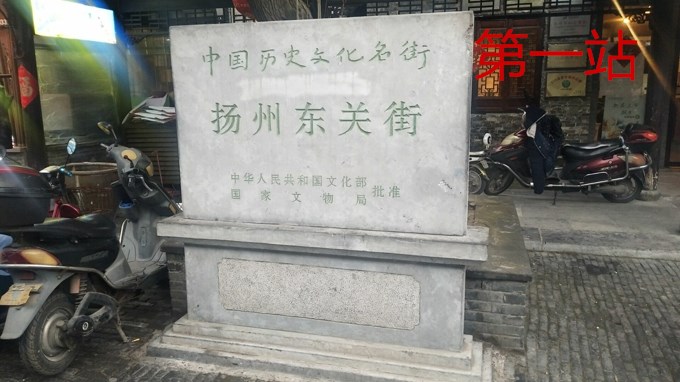 中国历史文化名街
第一站
扬州东关街
中华人民共和国文化部
国家文物局
批准